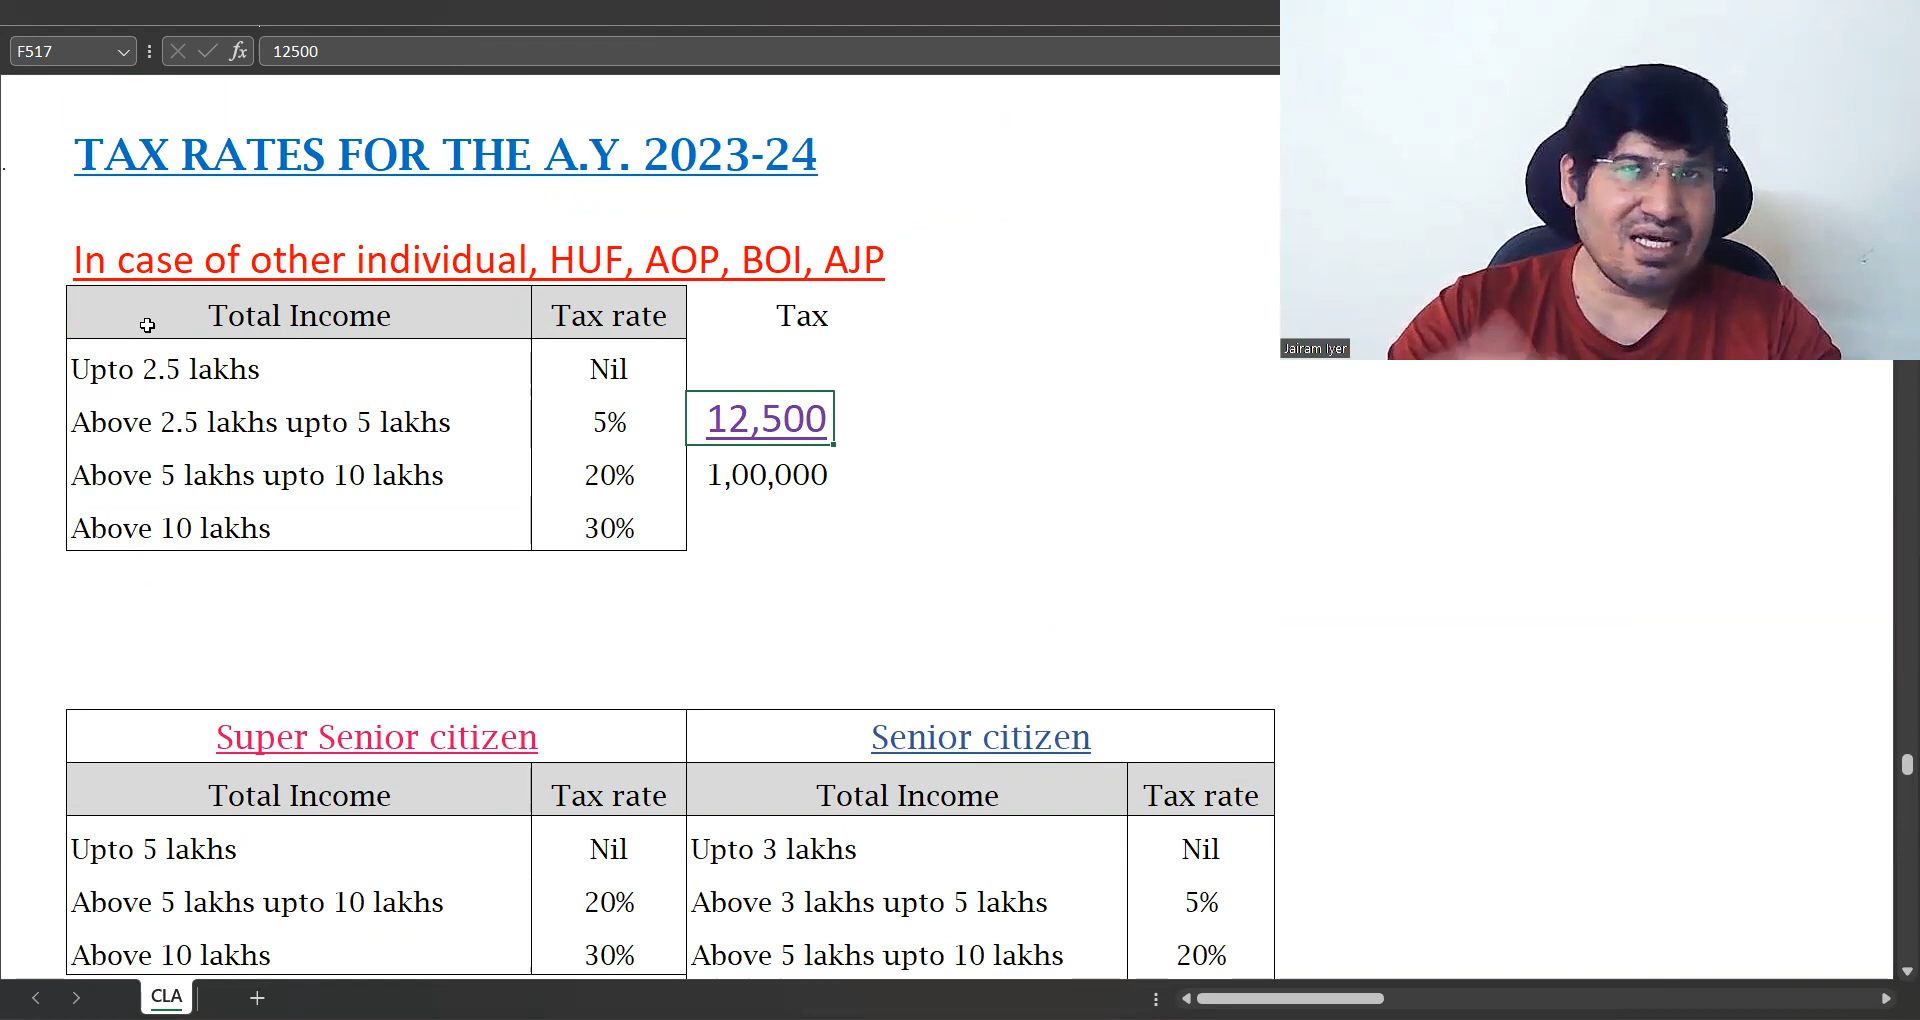 F517
fx
12500
TAX RATES FOR THE A.Y. 2023-24
In case of other individual, HUF, AOP, BOI, AJP
Total Income Tax rate Tax
Upto 2.5 lakhs Nil
Above 2.5 lakhs upto 5 lakhs 5% 12,500
Above 5 lakhs upto 10 lakhs 20% 1,00,000
Above 10 lakhs 30%
Jairam Iyer
Super Senior citizen Senior citizen
Total Income Tax rate Total Income Tax rate
Upto 5 lakhs Nil Upto 3 lakhs Nil
Above 5 lakhs upto 10 lakhs 20% Above 3 lakhs upto 5 lakhs 5%
Above 10 lakhs 30% Above 5 lakhs upto 10 lakhs 20%
CLA